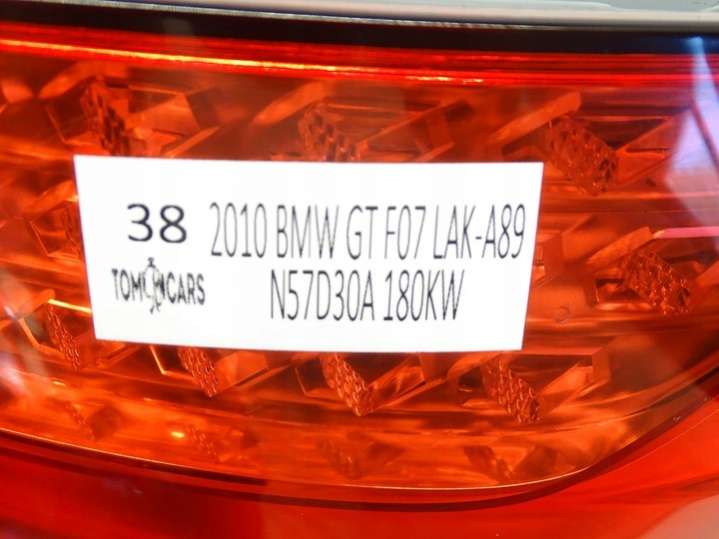 38 2010 BMW GT F07 LAK-A89
TOM CARS N57D30A 180KW